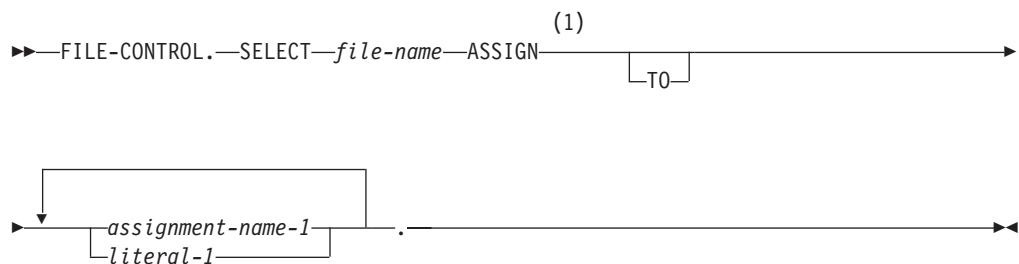 (1)
FILE-CONTROL. SELECT file-name ASSIGN
TO
assignment-name-1 .
literal-1